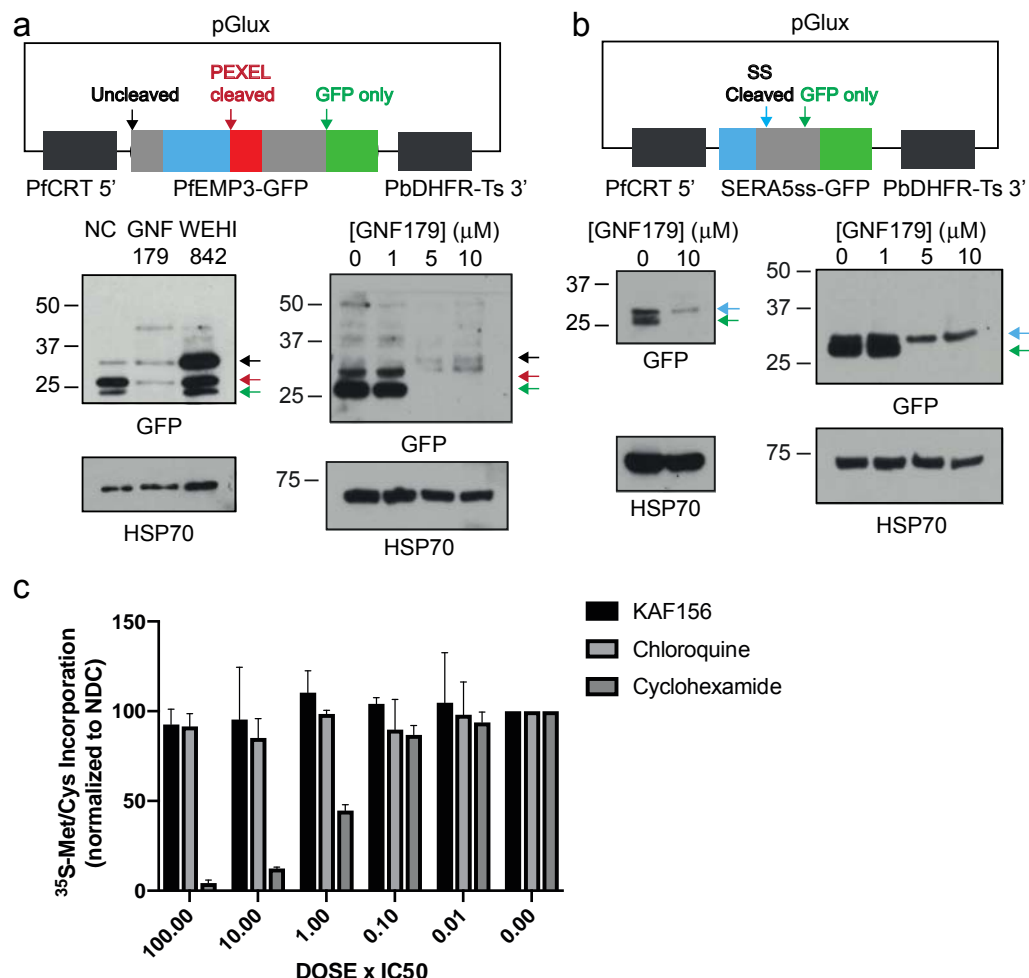 a
pGlux
Uncleaved
PEXEL
cleaved
GFP only
PfCRT 5’
PfEMP3-GFP
PbDHFR-Ts 3’
NC GNF WEHI
179 842
50
37
25
GFP
HSP70
[GNF179] (μM)
0 1 5 10
50
37
25
GFP
75
HSP70
b
pGlux
SS
Cleaved
GFP only
PfCRT 5’
SERA5ss-GFP
PbDHFR-Ts 3’
[GNF179] (μM)
0 10
37
25
GFP
HSP70
[GNF179] (μM)
0 1 5 10
50
37
25
GFP
75
HSP70
c
35S-Met/Cys Incorporation
(normalized to NDC)
150
100
50
0
100.00 10.00 1.00 0.10 0.01 0.00
DOSE x IC50
KAF156
Chloroquine
Cyclohexamide